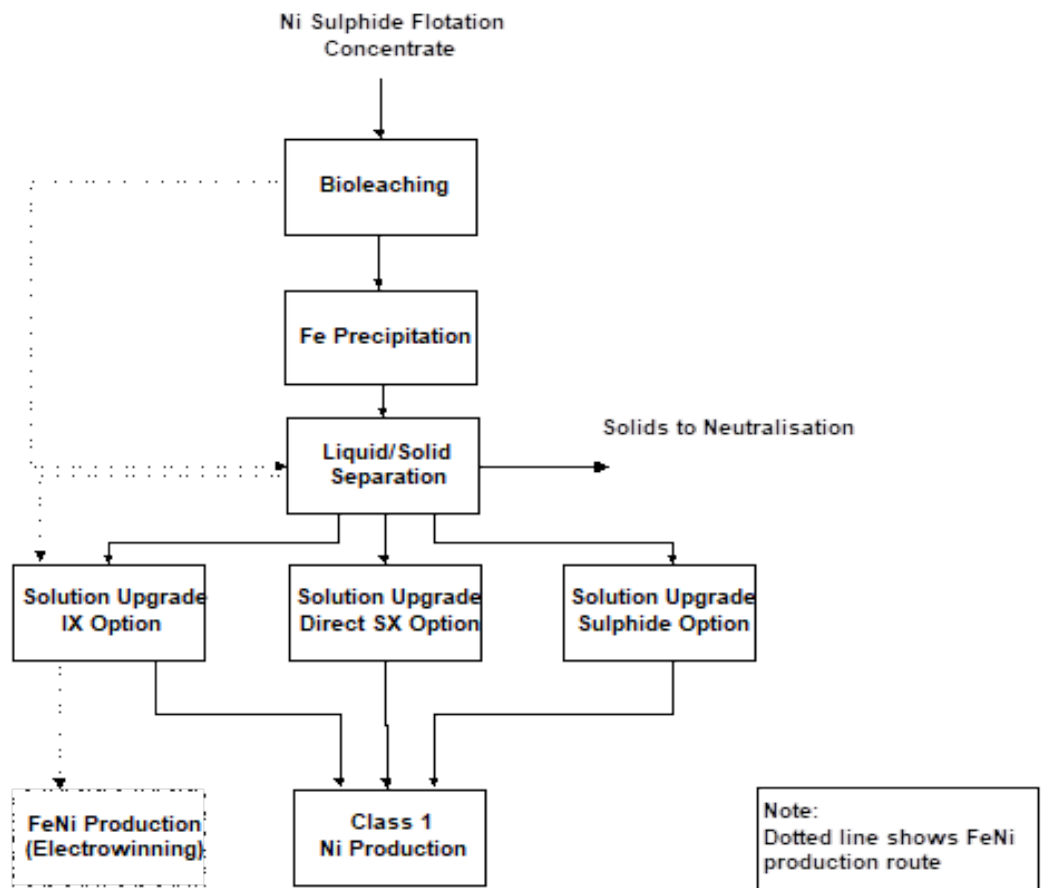 Ni Sulphide Flotation
Concentrate
Bioleaching
Fe Precipitation
Liquid/Solid
Separation
Solids to Neutralisation
Solution Upgrade
IX Option
Solution Upgrade
Direct SX Option
Solution Upgrade
Sulphide Option
FeNi Production
(Electrowinning)
Class 1
Ni Production
Note:
Dotted line shows FeNi
production route